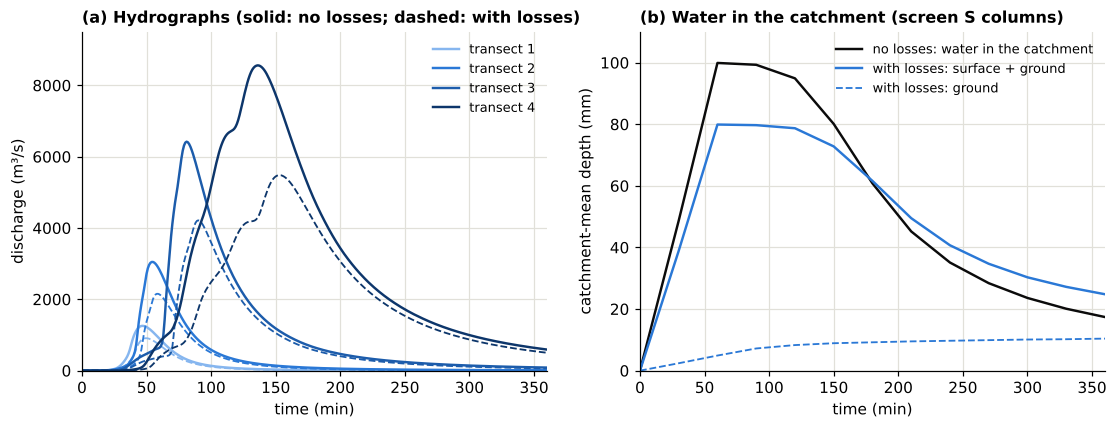 (a) Hydrographs (solid: no losses; dashed: with losses)
transect 1
transect 2
transect 3
transect 4
8000
6000
4000
2000
0
discharge (m³/s)
0 50 100 150 200 250 300 350
time (min)
(b) Water in the catchment (screen S columns)
no losses: water in the catchment
with losses: surface + ground
with losses: ground
100
80
60
40
20
0
catchment-mean depth (mm)
0 50 100 150 200 250 300 350
time (min)